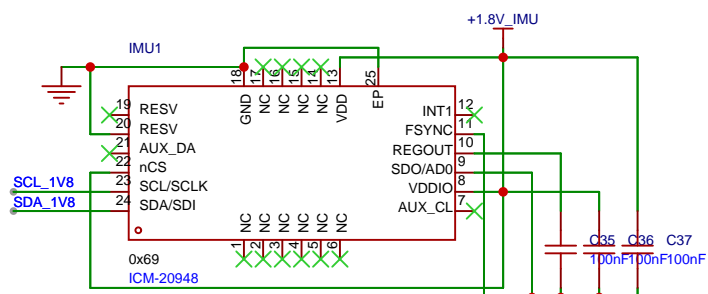 +1.8V_IMU
IMU1
18
17
16
15
14
13
25
GND
NC
NC
NC
NC
VDD
EP
19 RESV
20 RESV
21 AUX_DA
22 nCS
23 SCL/SCLK
24 SDA/SDI
SCL_1V8
SDA_1V8
INT1 12
FSYNC 11
REGOUT 10
SDO/AD0 9
VDDIO 8
AUX_CL 7
NC
NC
NC
NC
NC
NC
1
2
3
4
5
6
C35
C36
C37
100nF
100nF
100nF
0x69
ICM-20948